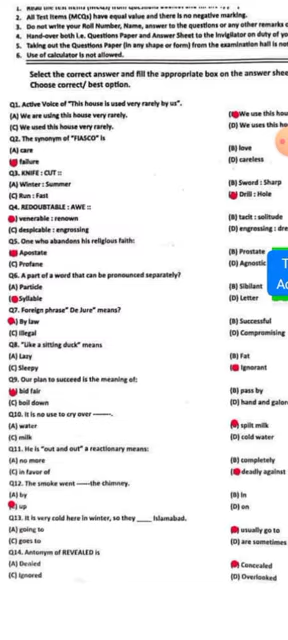 1. Read the text items (MCQs) from questions
2. All Test Items (MCQs) have equal value and there is no negative marking.
3. Do not write your Roll Number, Name, answer to the questions or any other remarks o
4. Hand-over both i.e. Questions Paper and Answer Sheet to the Invigilator on duty of yo
5. Taking out the Questions Paper (in any shape or form) from the examination hall is not
6. Use of calculator is not allowed.
Select the correct answer and fill the appropriate box on the answer shee
Choose correct/ best option.
Q1. Active Voice of "This house is used very rarely by us".
(A) We are using this house very rarely. We use this hou
(C) We used this house very rarely. (D) We uses this ho
Q2. The synonym of "FIASCO" is
(A) care (B) love
failure (D) careless
Q3. KNIFE : CUT ::
(A) Winter : Summer (B) Sword : Sharp
(C) Run : Fast Drill : Hole
Q4. REDOUBTABLE : AWE ::
) venerable : renown (B) tacit : solitude
(C) despicable : engrossing (D) engrossing : dre
Q5. One who abandons his religious faith:
Apostate (B) Prostate
(C) Profane (D) Agnostic
Q6. A part of a word that can be pronounced separately?
(A) Particle (B) Sibilant
Syllable (D) Letter
Q7. Foreign phrase" De Jure" means?
) By law (B) Successful
(C) Illegal (D) Compromising
Q8. "Like a sitting duck" means
(A) Lazy (B) Fat
(C) Sleepy Ignorant
Q9. Our plan to succeed is the meaning of:
bid fair (B) pass by
(C) boil down (D) hand and galor
Q10. It is no use to cry over ———.
(A) water spilt milk
(C) milk (D) cold water
Q11. He is "out and out" a reactionary means:
(A) no more (B) completely
(C) in favor of deadly against
Q12. The smoke went ——the chimney.
(A) by (B) in
) up (D) on
Q13. It is very cold here in winter, so they ____ Islamabad.
(A) going to usually go to
(C) goes to (D) are sometimes
Q14. Antonym of REVEALED is
(A) Denied Concealed
(C) Ignored (D) Overlooked
T
Ac